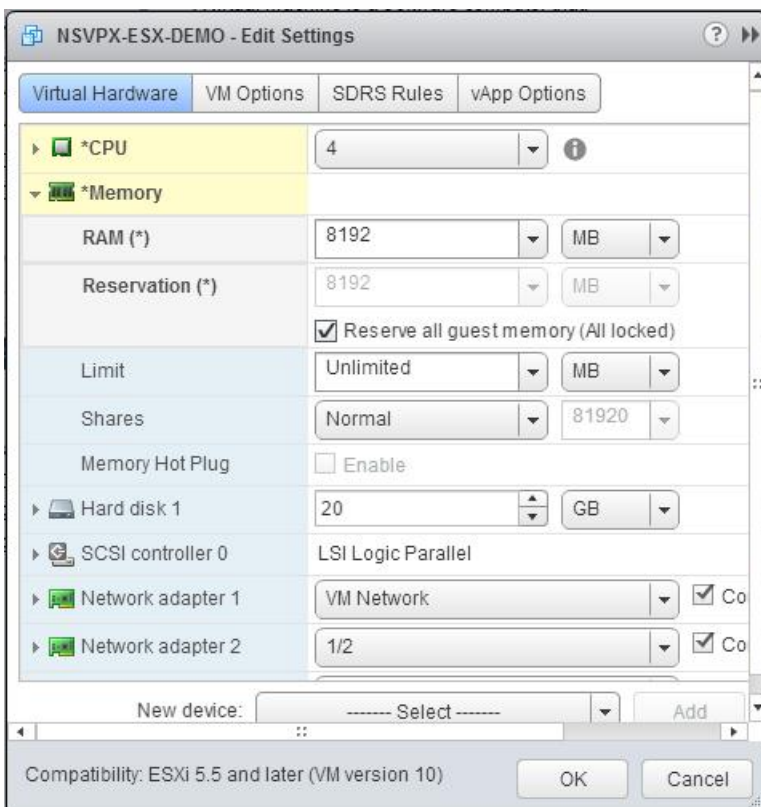 NSVPX-ESX-DEMO - Edit Settings ?
Virtual Hardware VM Options SDRS Rules vApp Options
*CPU 4
*Memory
RAM (*) 8192 MB
Reservation (*) 8192 MB
Reserve all guest memory (All locked)
Limit Unlimited MB
Shares Normal 81920
Memory Hot Plug Enable
Hard disk 1 20 GB
SCSI controller 0 LSI Logic Parallel
Network adapter 1 VM Network Co
Network adapter 2 1/2 Co
New device: ------- Select ------- Add
Compatibility: ESXi 5.5 and later (VM version 10) OK Cancel